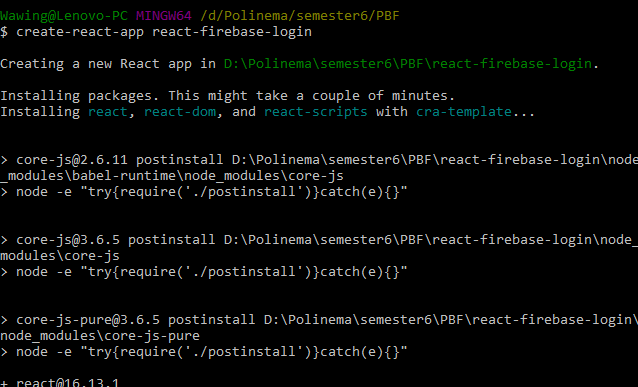 Wawing@Lenovo-PC MINGW64 /d/Polinema/semester6/PBF
$ create-react-app react-firebase-login
Creating a new React app in D:\Polinema\semester6\PBF\react-firebase-login.
Installing packages. This might take a couple of minutes.
Installing react, react-dom, and react-scripts with cra-template...
> core-js@2.6.11 postinstall D:\Polinema\semester6\PBF\react-firebase-login\node
_modules\babel-runtime\node_modules\core-js
> node -e "try{require('./postinstall')}catch(e){}"
> core-js@3.6.5 postinstall D:\Polinema\semester6\PBF\react-firebase-login\node_
modules\core-js
> node -e "try{require('./postinstall')}catch(e){}"
> core-js-pure@3.6.5 postinstall D:\Polinema\semester6\PBF\react-firebase-login\
node_modules\core-js-pure
> node -e "try{require('./postinstall')}catch(e){}"
+ react@16.13.1